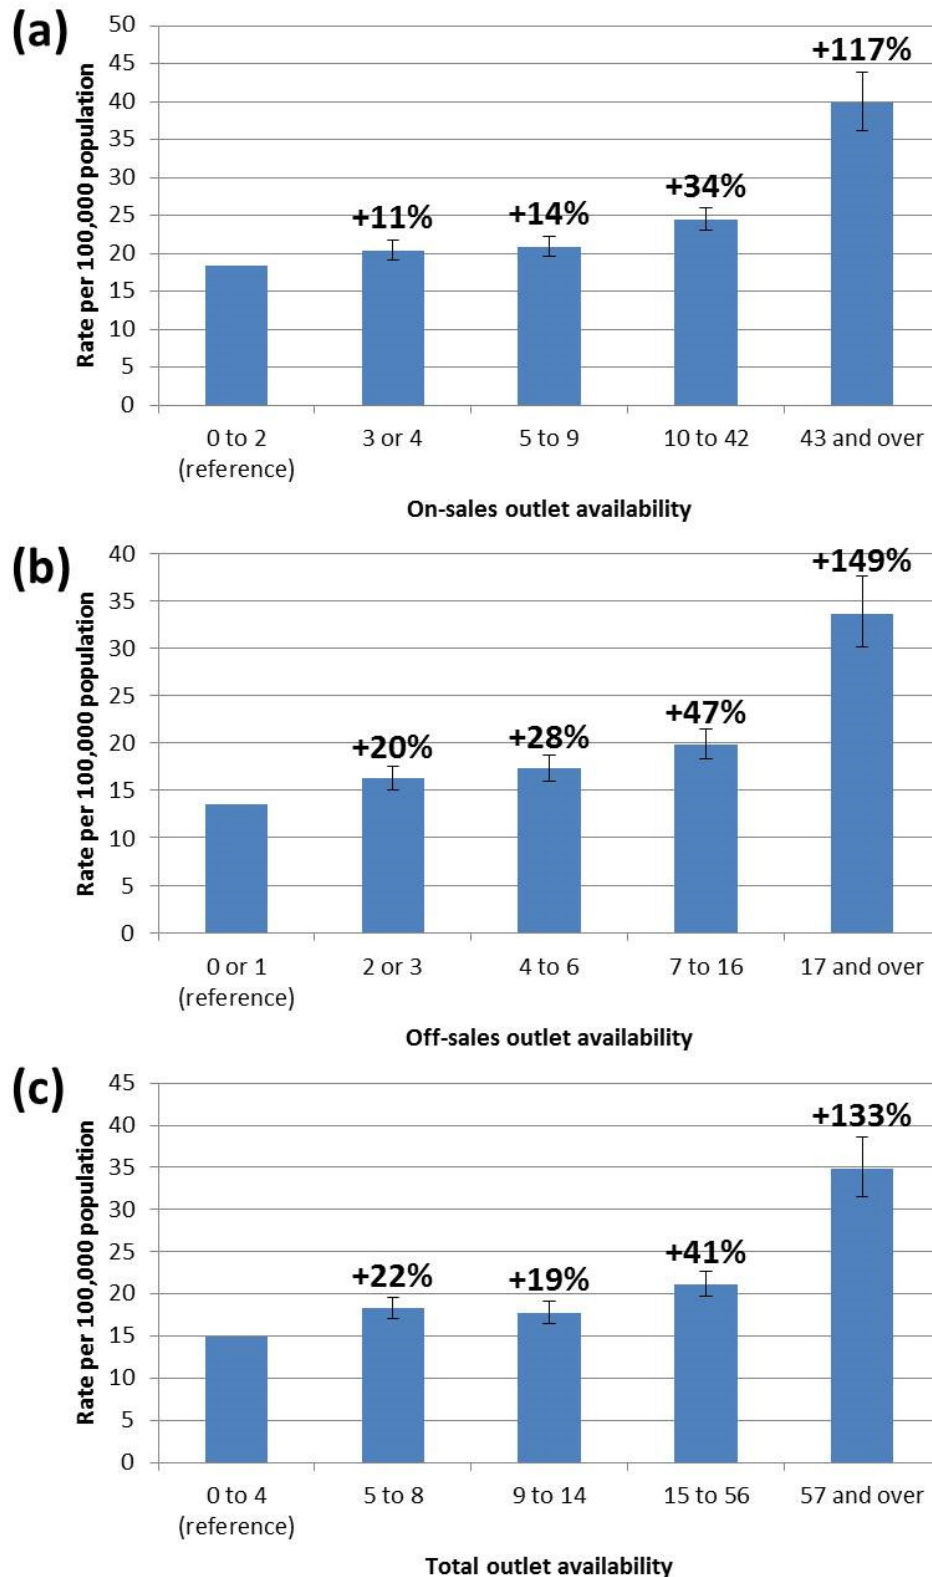 (a)
Rate per 100,000 population
50
45
40
35
30
25
20
15
10
5
0
+11%
+14%
+34%
+117%
0 to 2 3 or 4 5 to 9 10 to 42 43 and over
(reference)
On-sales outlet availability
(b)
Rate per 100,000 population
40
35
30
25
20
15
10
5
0
+20%
+28%
+47%
+149%
0 or 1 2 or 3 4 to 6 7 to 16 17 and over
(reference)
Off-sales outlet availability
(c)
Rate per 100,000 population
45
40
35
30
25
20
15
10
5
0
+22%
+19%
+41%
+133%
0 to 4 5 to 8 9 to 14 15 to 56 57 and over
(reference)
Total outlet availability